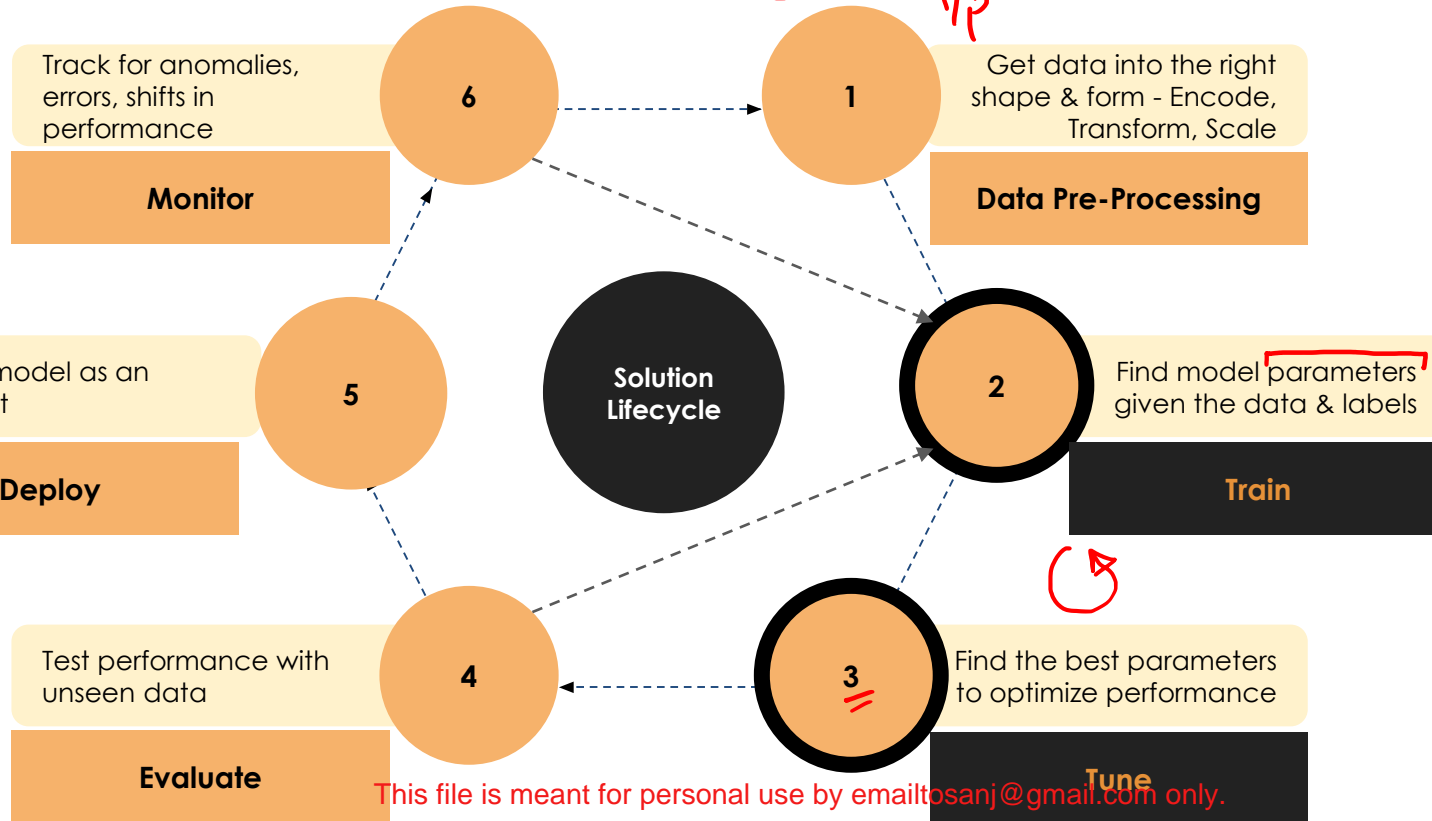 6
Track for anomalies,
errors, shifts in
performance
Monitor
1
Get data into the right
shape & form - Encode,
Transform, Scale
Data Pre-Processing
2
Find model parameters
given the data & labels
Train
Solution
Lifecycle
5
model as an
Deploy
4
Test performance with
unseen data
Evaluate
3
Find the best parameters
to optimize performance
Tune
This file is meant for personal use by emailtosanj@gmail.com only.